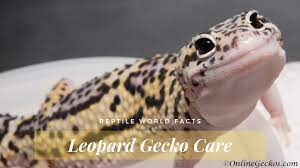 REPTILE WORLD FACTS
Leopard Gecko Care
©OnlineGeckos.com